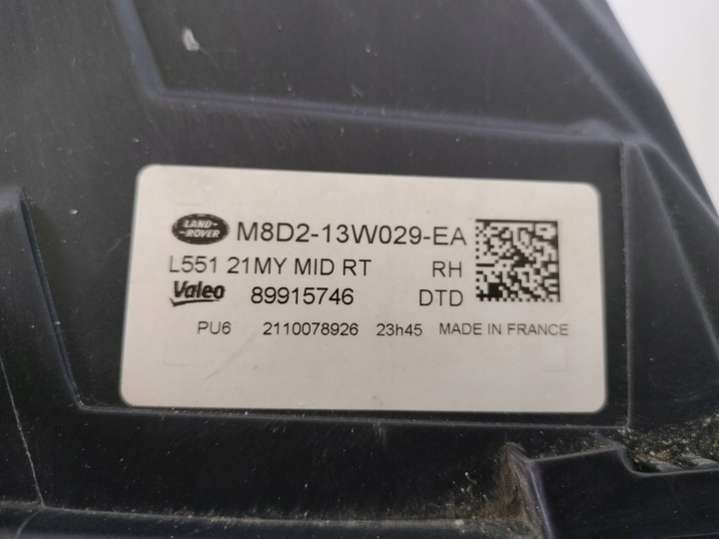 LAND-
ROVER
M8D2-13W029-EA
L551 21MY MID RT RH
Valeo 89915746 DTD
PU6 2110078926 23h45 MADE IN FRANCE